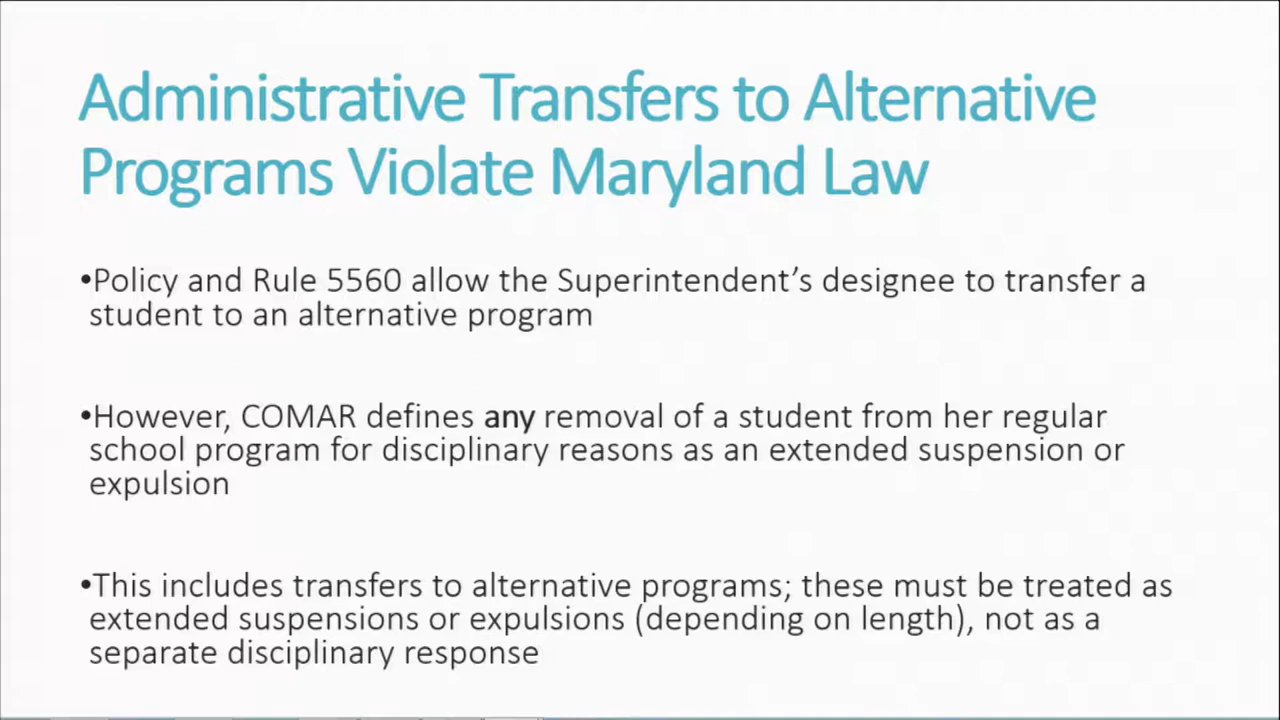 Administrative Transfers to Alternative
Programs Violate Maryland Law
•Policy and Rule 5560 allow the Superintendent’s designee to transfer a
student to an alternative program
•However, COMAR defines any removal of a student from her regular
school program for disciplinary reasons as an extended suspension or
expulsion
•This includes transfers to alternative programs; these must be treated as
extended suspensions or expulsions (depending on length), not as a
separate disciplinary response